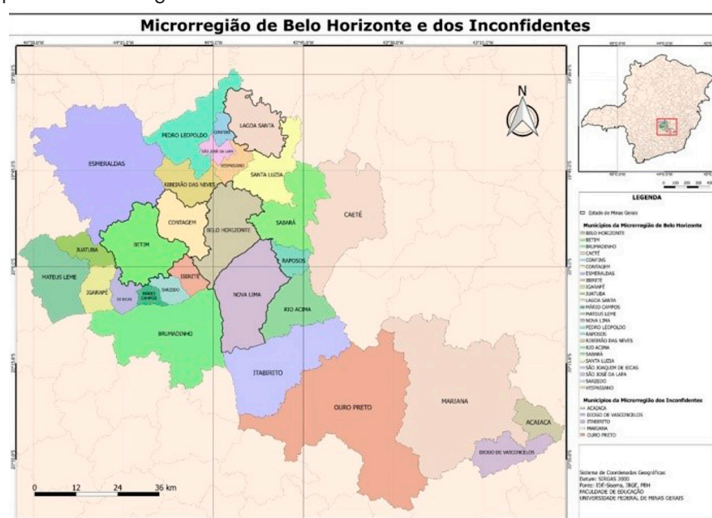 Microrregião de Belo Horizonte e dos Inconfidentes
N
PEDRO LEOPOLDO
CONFINS
LAGOA SANTA
SÃO JOSÉ DA LAPA
VESPASIANO
ESMERALDAS
SANTA LUZIA
RIBEIRÃO DAS NEVES
CONTAGEM
SABARÁ
CAETÉ
BELO HORIZONTE
BETIM
JUATUBA
RAPOSOS
MATEUS LEME
IBIRITÉ
IGARAPÉ
SARZEDO
MÁRIO CAMPOS
NOVA LIMA
RIO ACIMA
BRUMADINHO
ITABIRITO
OURO PRETO
MARIANA
ACAIACA
DIOGO DE VASCONCELOS
0 12 24 36 km
LEGENDA
Estado de Minas Gerais
Municípios da Microrregião de Belo Horizonte
BELO HORIZONTE
BETIM
BRUMADINHO
CAETÉ
CONFINS
CONTAGEM
ESMERALDAS
IBIRITÉ
IGARAPÉ
JUATUBA
LAGOA SANTA
MÁRIO CAMPOS
MATEUS LEME
NOVA LIMA
PEDRO LEOPOLDO
RAPOSOS
RIBEIRÃO DAS NEVES
RIO ACIMA
SABARÁ
SANTA LUZIA
SÃO JOAQUIM DE BICAS
SÃO JOSÉ DA LAPA
SARZEDO
VESPASIANO
Municípios da Microrregião dos Inconfidentes
ACAIACA
DIOGO DE VASCONCELOS
ITABIRITO
MARIANA
OURO PRETO
Sistema de Coordenadas Geográficas
Datum: SIRGAS 2000
Fonte: IDE-Sisema, IBGE, PBH
FACULDADE DE EDUCAÇÃO
UNIVERSIDADE FEDERAL DE MINAS GERAIS